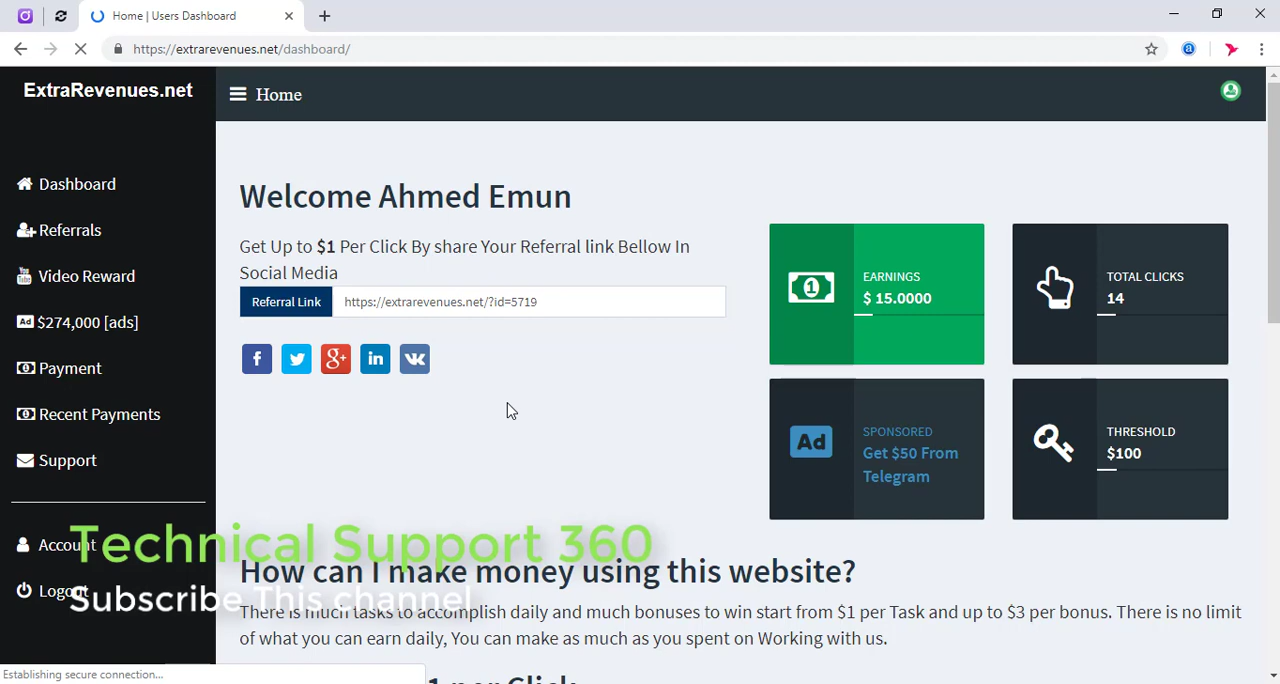 Home | Users Dashboard
https://extrarevenues.net/dashboard/
ExtraRevenues.net
Home
Dashboard
Referrals
Video Reward
$274,000 [ads]
Payment
Recent Payments
Support
Account
Logout
Welcome Ahmed Emun
Get Up to $1 Per Click By share Your Referral link Bellow In
Social Media
Referral Link https://extrarevenues.net/?id=5719
EARNINGS
$ 15.0000
TOTAL CLICKS
14
Ad
SPONSORED
Get $50 From
Telegram
THRESHOLD
$100
Technical Support 360
Subscribe This channel
How can I make money using this website?
There is much tasks to accomplish daily and much bonuses to win start from $1 per Task and up to $3 per bonus. There is no limit
of what you can earn daily, You can make as much as you spent on Working with us.
1 per Click
Establishing secure connection...